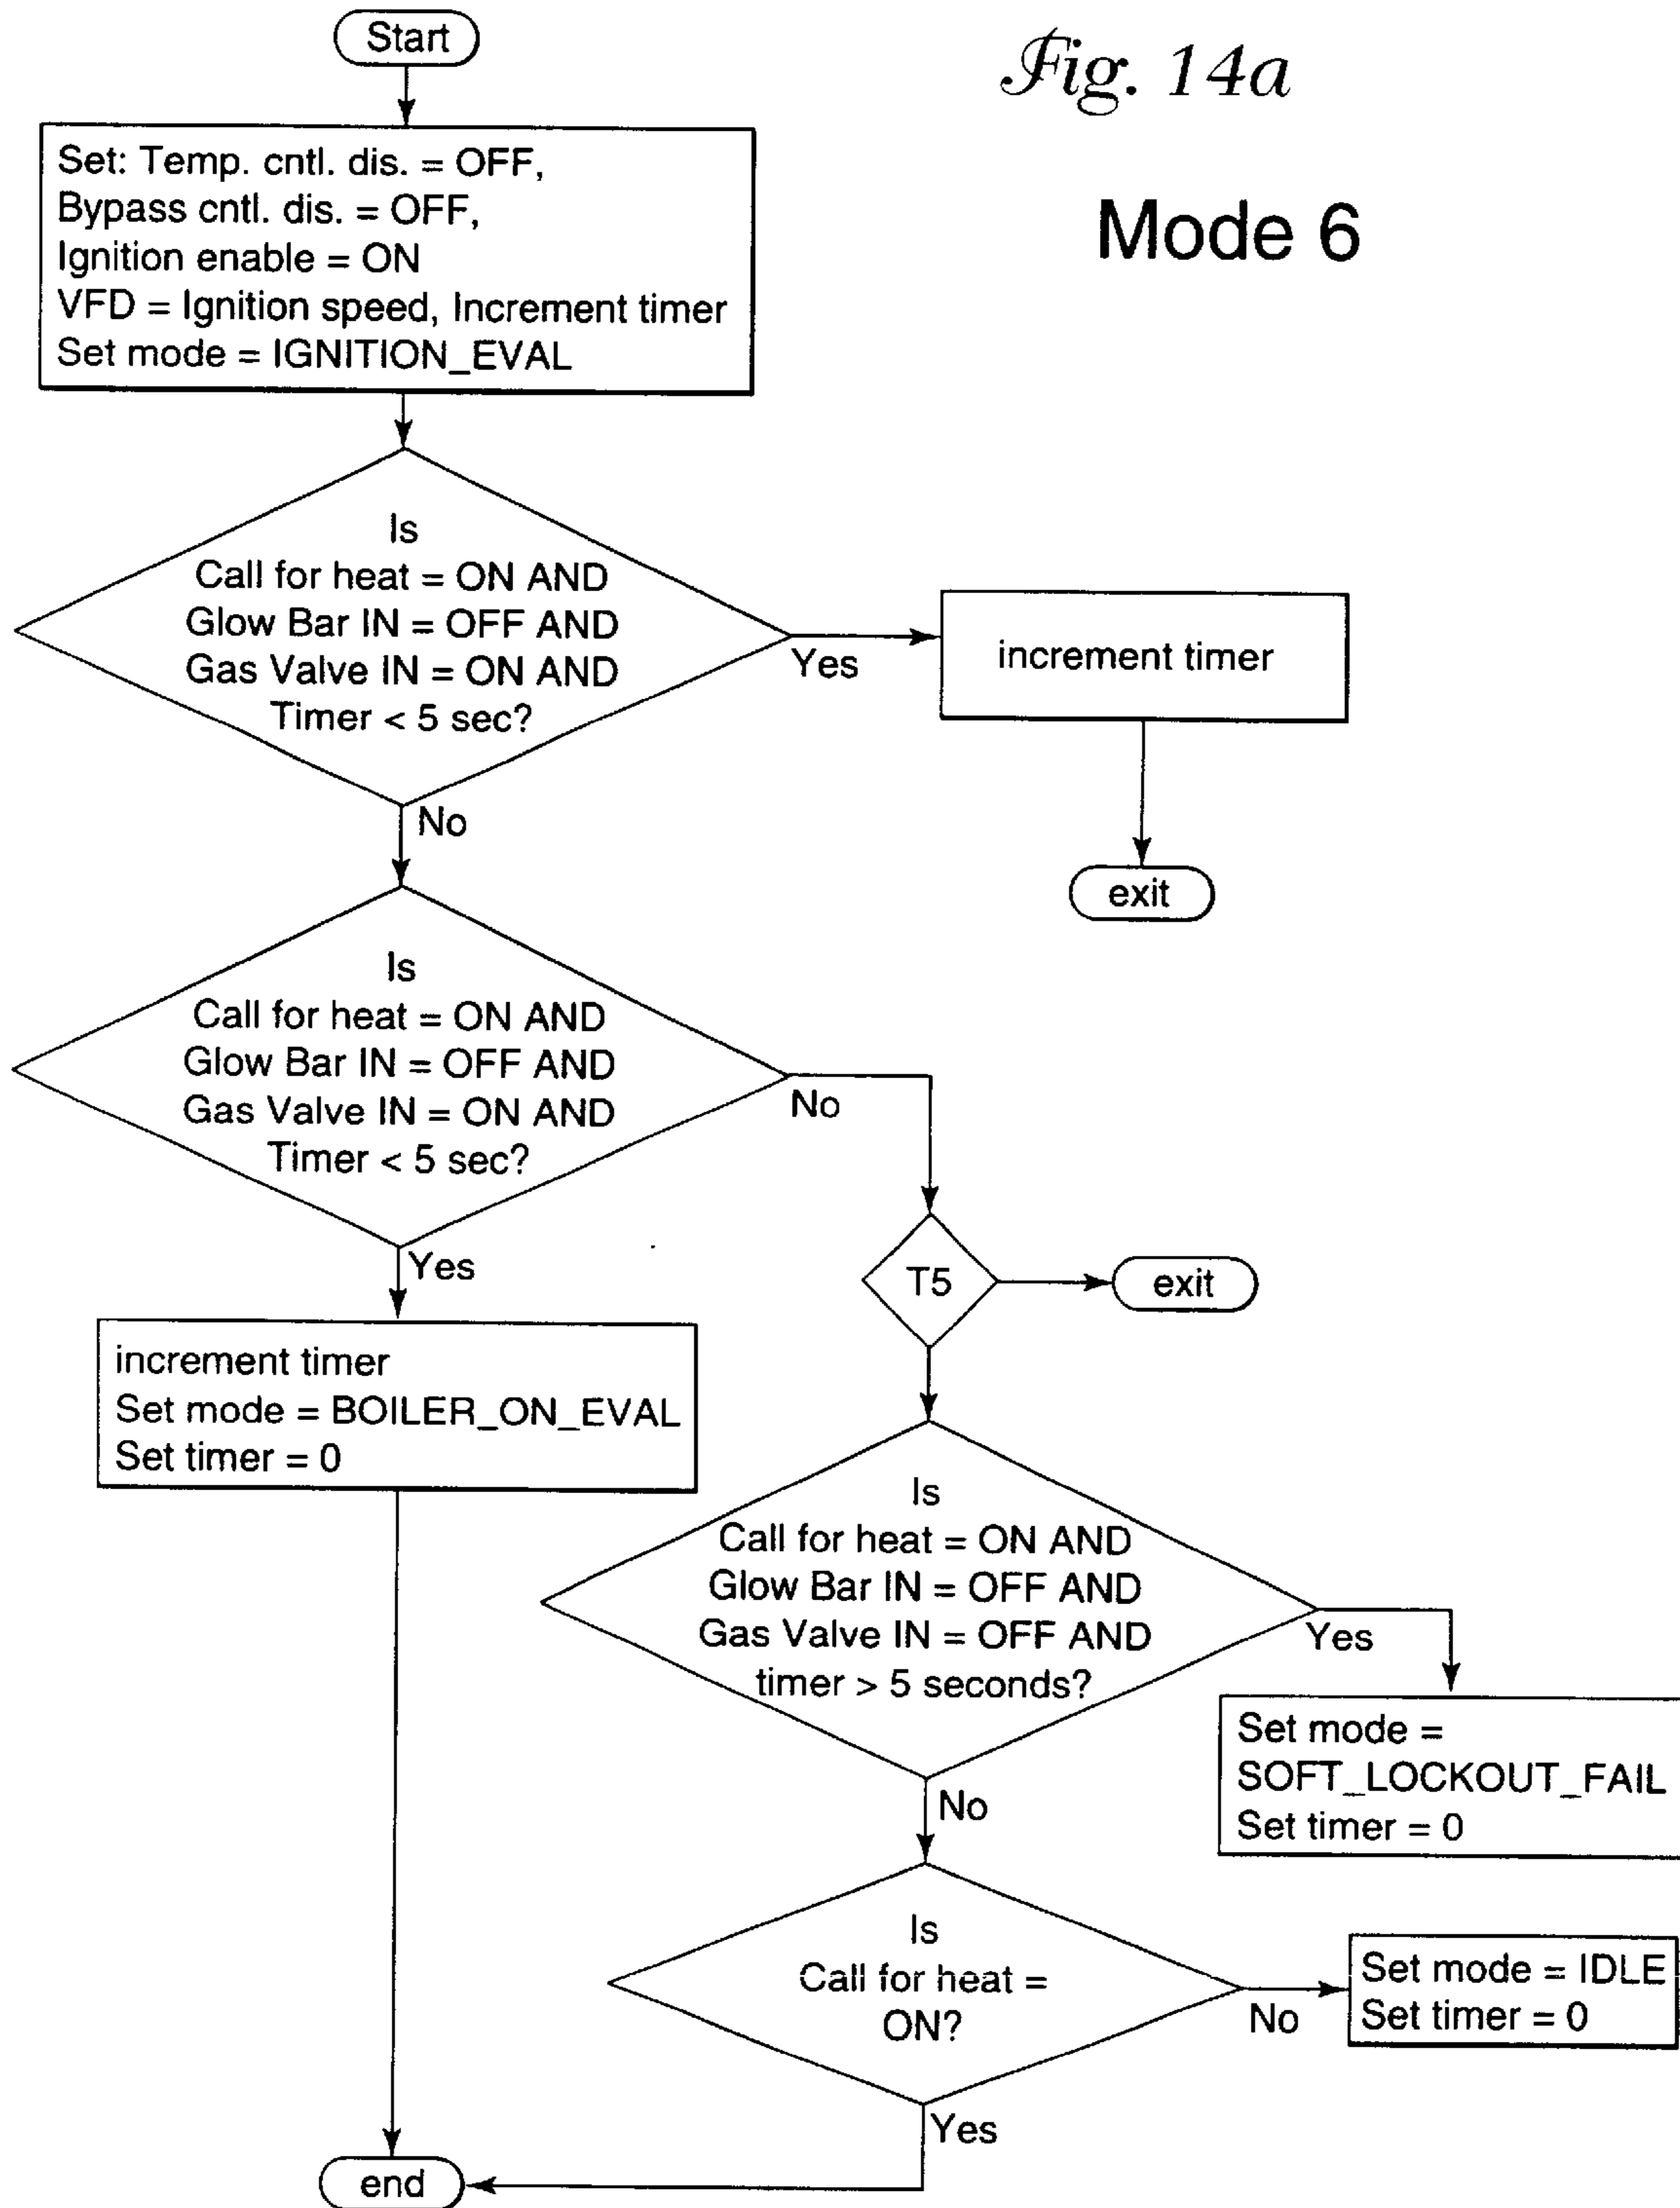 Fig. 14a
Mode 6
Start
Set: Temp. cntl. dis. = OFF,
Bypass cntl. dis. = OFF,
Ignition enable = ON
VFD = Ignition speed, Increment timer
Set mode = IGNITION_EVAL
Is
Call for heat = ON AND
Glow Bar IN = OFF AND
Gas Valve IN = ON AND
Timer < 5 sec?
Yes
increment timer
exit
No
Is
Call for heat = ON AND
Glow Bar IN = OFF AND
Gas Valve IN = ON AND
Timer < 5 sec?
No
T5
exit
Yes
increment timer
Set mode = BOILER_ON_EVAL
Set timer = 0
Is
Call for heat = ON AND
Glow Bar IN = OFF AND
Gas Valve IN = OFF AND
timer > 5 seconds?
Yes
Set mode =
SOFT_LOCKOUT_FAIL
Set timer = 0
No
Is
Call for heat =
ON?
No
Set mode = IDLE
Set timer = 0
Yes
end